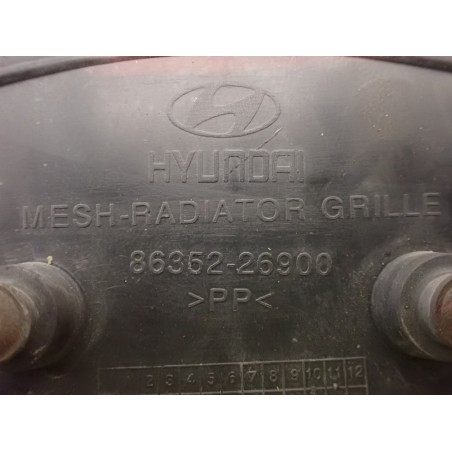 HYUNDAI
MESH-RADIATOR GRILLE
86352-26900
>PP<
2 3 4 5 6 7 8 9 10 11 12